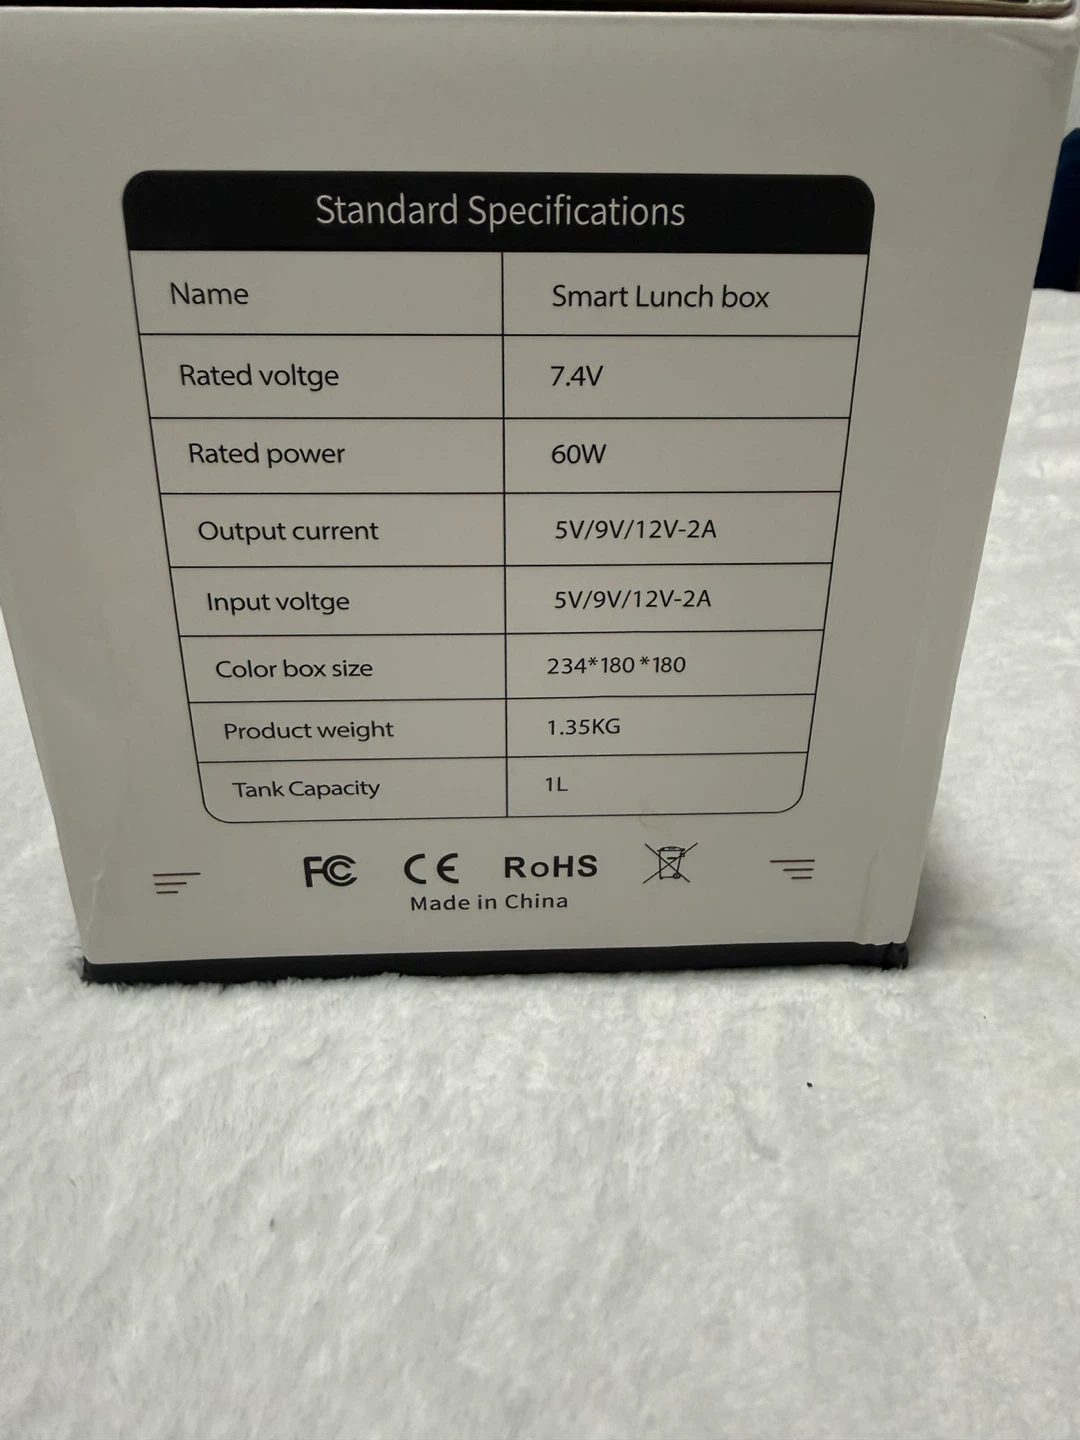 Standard Specifications
Name Smart Lunch box
Rated voltge 7.4V
Rated power 60W
Output current 5V/9V/12V-2A
Input voltge 5V/9V/12V-2A
Color box size 234*180*180
Product weight 1.35KG
Tank Capacity 1L
FC CE RoHS
Made in China